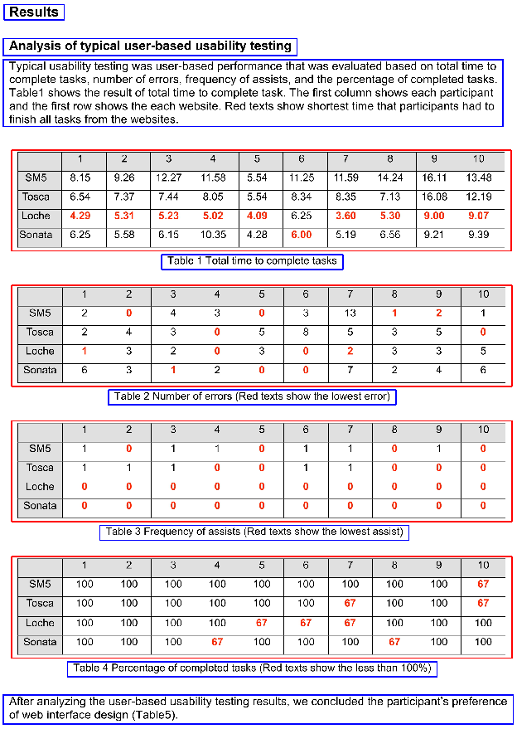 Results
Analysis of typical user-based usability testing
Typical usability testing was user-based performance that was evaluated based on total time to
complete tasks, number of errors, frequency of assists, and the percentage of completed tasks.
Table1 shows the result of total time to complete task. The first column shows each participant
and the first row shows the each website. Red texts show shortest time that participants had to
finish all tasks from the websites.
1 2 3 4 5 6 7 8 9 10
SM5 8.15 9.26 12.27 11.58 5.54 11.25 11.59 14.24 16.11 13.48
Tosca 6.54 7.37 7.44 8.05 5.54 8.34 8.35 7.13 16.08 12.19
Loche 4.29 5.31 5.23 5.02 4.09 6.25 3.60 5.30 9.00 9.07
Sonata 6.25 5.58 6.15 10.35 4.28 6.00 5.19 6.56 9.21 9.39
Table 1 Total time to complete tasks
1 2 3 4 5 6 7 8 9 10
SM5 2 0 4 3 0 3 13 1 2 1
Tosca 2 4 3 0 5 8 5 3 5 0
Loche 1 3 2 0 3 0 2 3 3 5
Sonata 6 3 1 2 0 0 7 2 4 6
Table 2 Number of errors (Red texts show the lowest error)
1 2 3 4 5 6 7 8 9 10
SM5 1 0 1 1 0 1 1 0 1 0
Tosca 1 1 1 0 0 1 1 0 0 0
Loche 0 0 0 0 0 0 0 0 0 0
Sonata 0 0 0 0 0 0 0 0 0 0
Table 3 Frequency of assists (Red texts show the lowest assist)
1 2 3 4 5 6 7 8 9 10
SM5 100 100 100 100 100 100 100 100 100 67
Tosca 100 100 100 100 100 100 67 100 100 67
Loche 100 100 100 100 67 67 67 100 100 100
Sonata 100 100 100 67 100 100 100 67 100 100
Table 4 Percentage of completed tasks (Red texts show the less than 100%)
After analyzing the user-based usability testing results, we concluded the participant's preference
of web interface design (Table5).